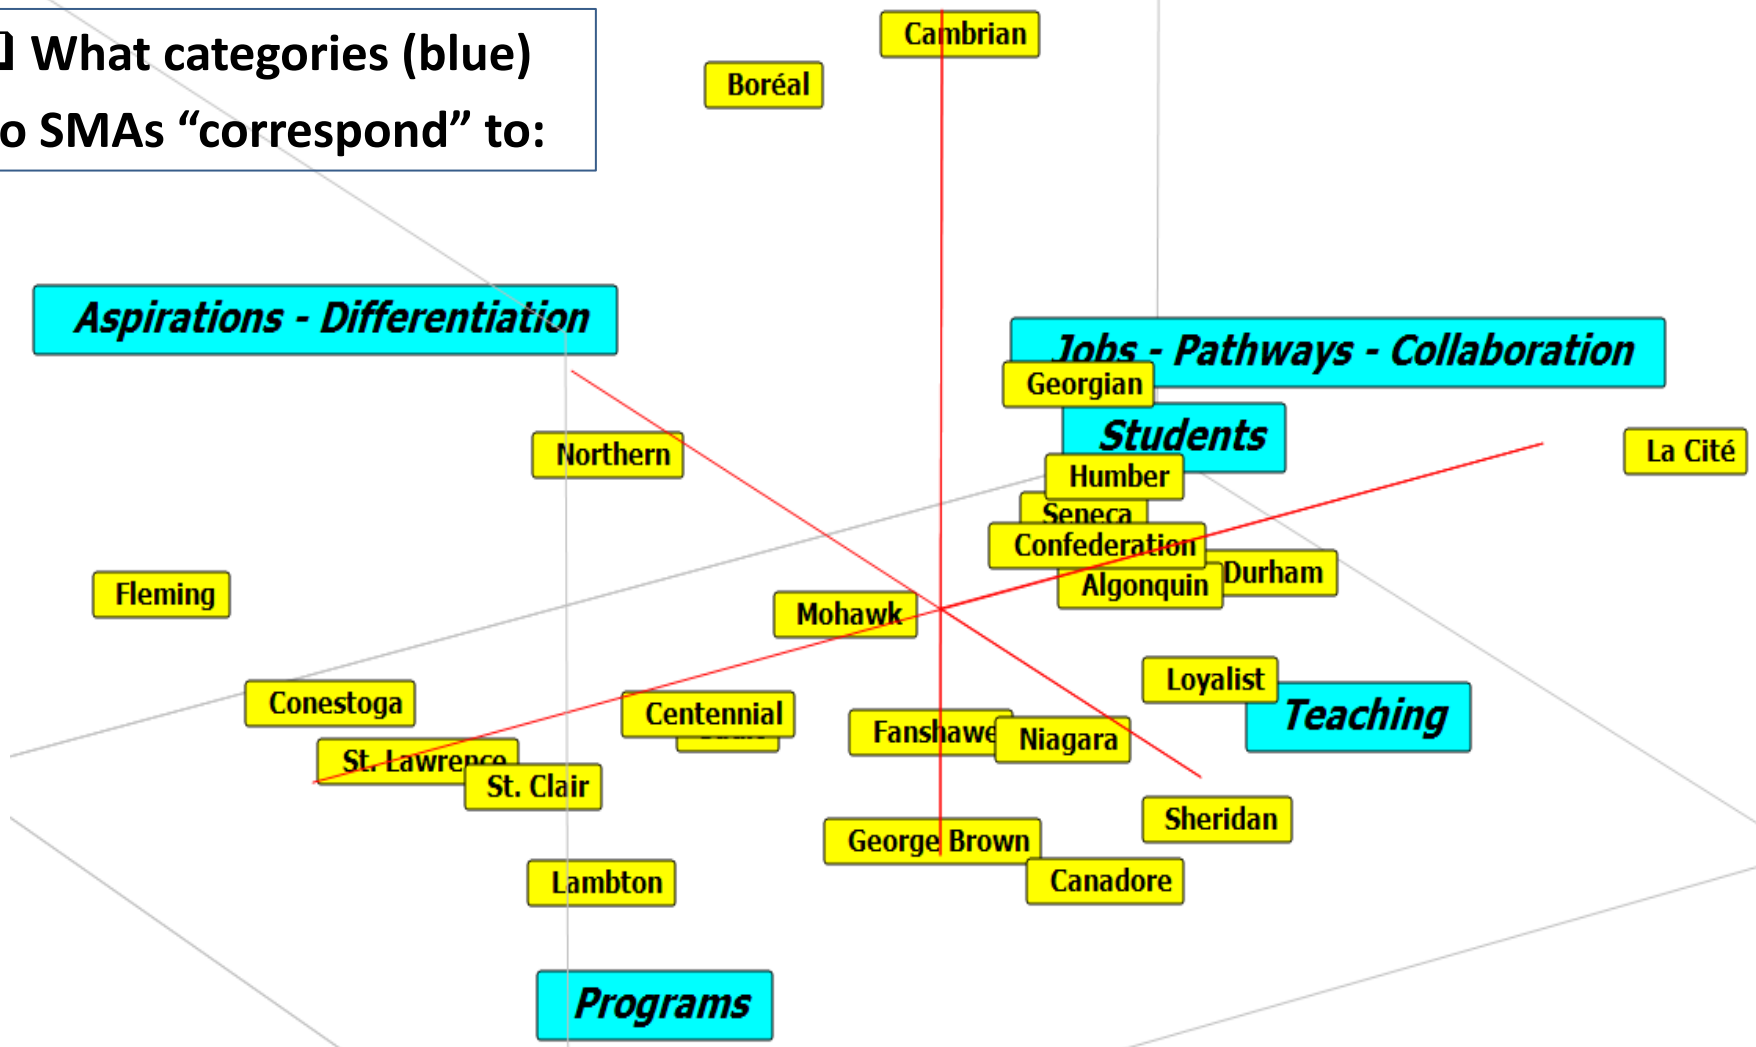 What categories (blue)
o SMAs “correspond” to:
Cambrian
Boréal
Aspirations - Differentiation
Jobs - Pathways - Collaboration
Georgian
Students
La Cité
Northern
Humber
Seneca
Confederation
Durham
Algonquin
Fleming
Mohawk
Loyalist
Conestoga
Centennial
Teaching
Fanshawe
Niagara
St. Lawrence
St. Clair
Sheridan
George Brown
Lambton
Canadore
Programs